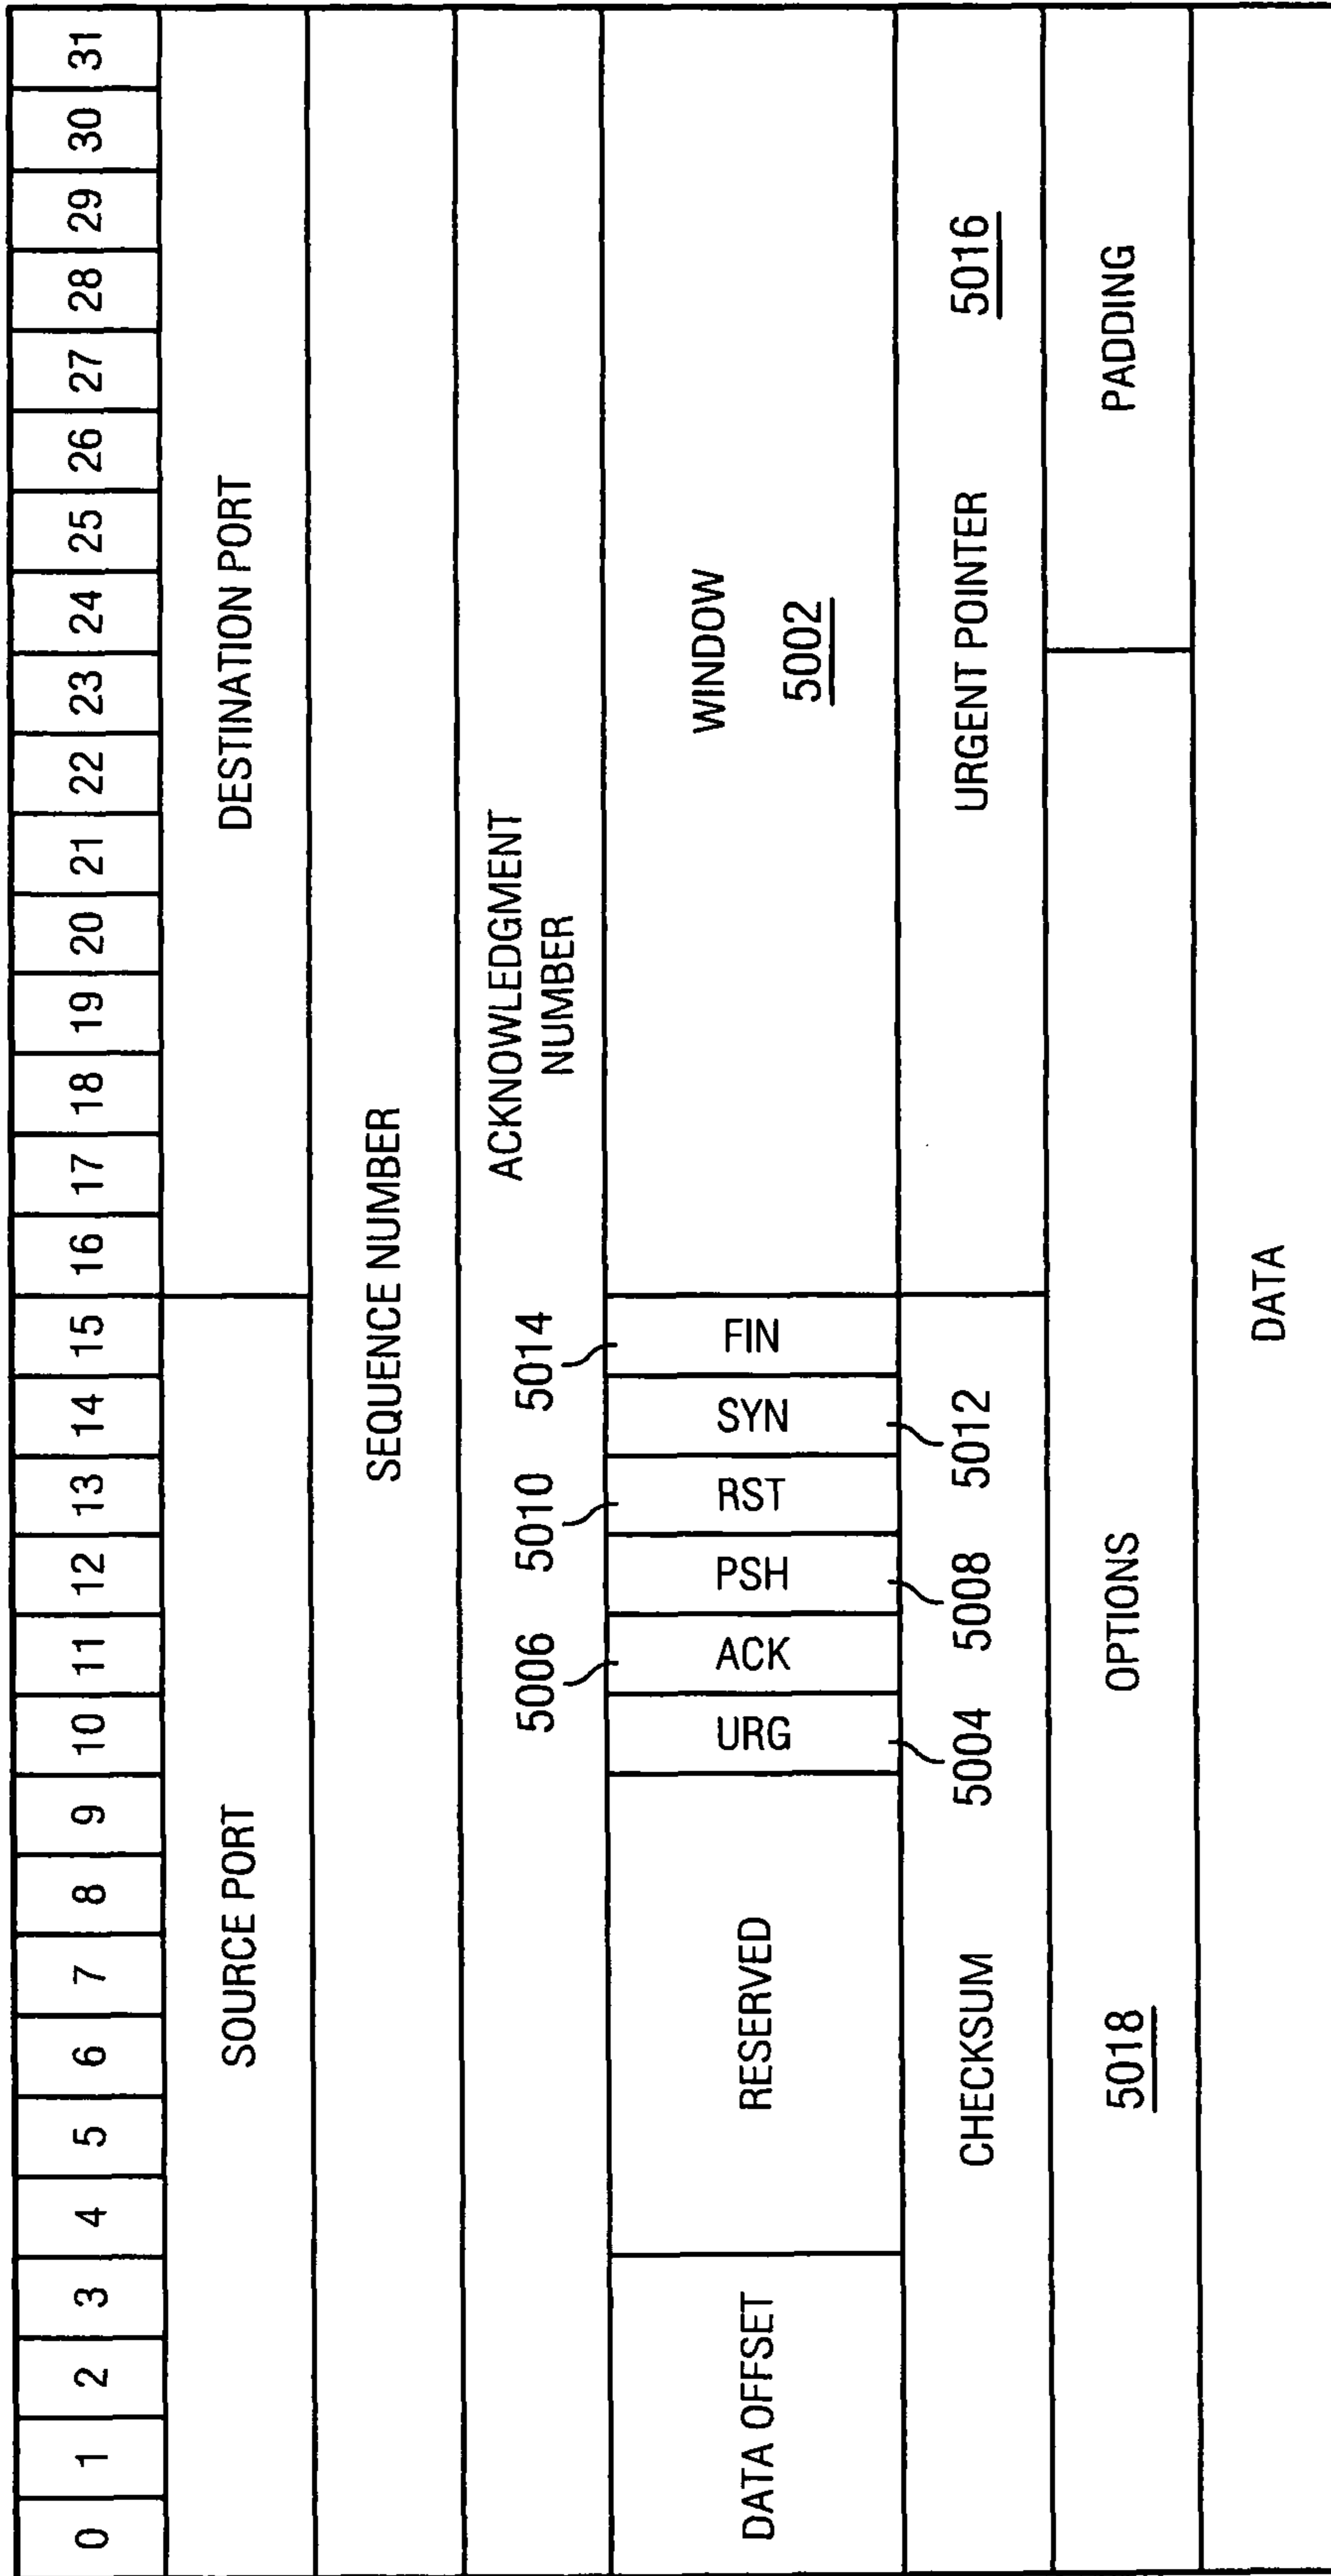 0 1 2 3 4 5 6 7 8 9 10 11 12 13 14 15 16 17 18 19 20 21 22 23 24 25 26 27 28 29 30 31
SOURCE PORT DESTINATION PORT
SEQUENCE NUMBER
ACKNOWLEDGMENT
NUMBER
5006 5010 5014
DATA OFFSET RESERVED URG ACK PSH RST SYN FIN WINDOW
5002
CHECKSUM 5004 5008 5012 URGENT POINTER 5016
5018 OPTIONS PADDING
DATA